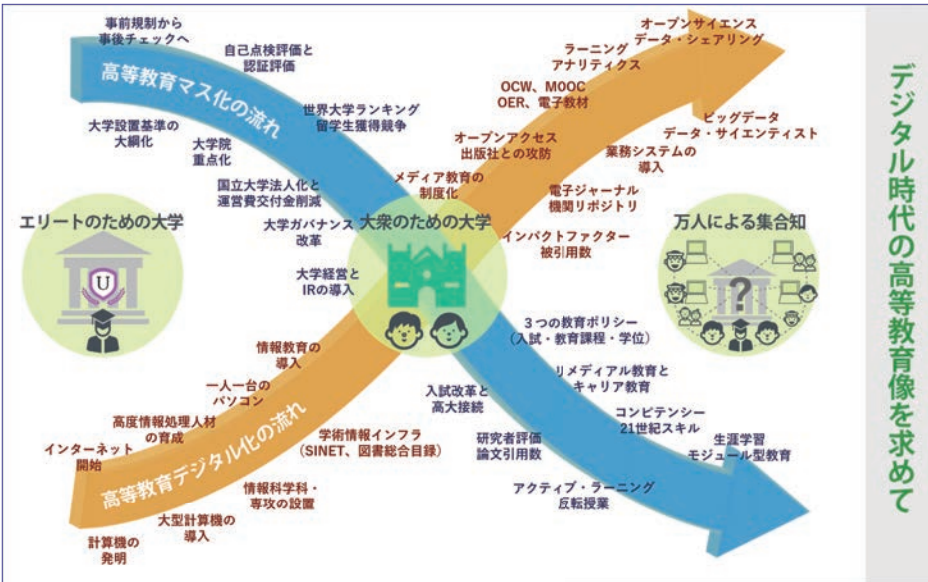 事前規制から
事後チェックへ
自己点検評価と
認証評価
高等教育マス化の流れ
大学設置基準の
大綱化
大学院
重点化
世界大学ランキング
留学生獲得競争
国立大学法人化と
運営費交付金削減
大学ガバナンス
改革
大学経営と
IRの導入
オープンサイエンス
データ・シェアリング
ラーニング
アナリティクス
OCW、MOOC
OER、電子教材
ビッグデータ
データ・サイエンティスト
オープンアクセス
出版社との攻防
業務システムの
導入
メディア教育の
制度化
電子ジャーナル
機関リポジトリ
インパクトファクター
被引用数
エリートのための大学
U
大衆のための大学
万人による集合知
?
情報教育の
導入
一人一台の
パソコン
高度情報処理人材
の育成
インターネット
開始
高等教育デジタル化の流れ
学術情報インフラ
(SINET、図書総合目録)
情報科学科・
専攻の設置
大型計算機の
導入
計算機の
発明
3つの教育ポリシー
(入試・教育課程・学位)
リメディアル教育と
キャリア教育
入試改革と
高大接続
コンピテンシー
21世紀スキル
研究者評価
論文引用数
生涯学習
モジュール型教育
アクティブ・ラーニング
反転授業
デジタル時代の高等教育像を求めて